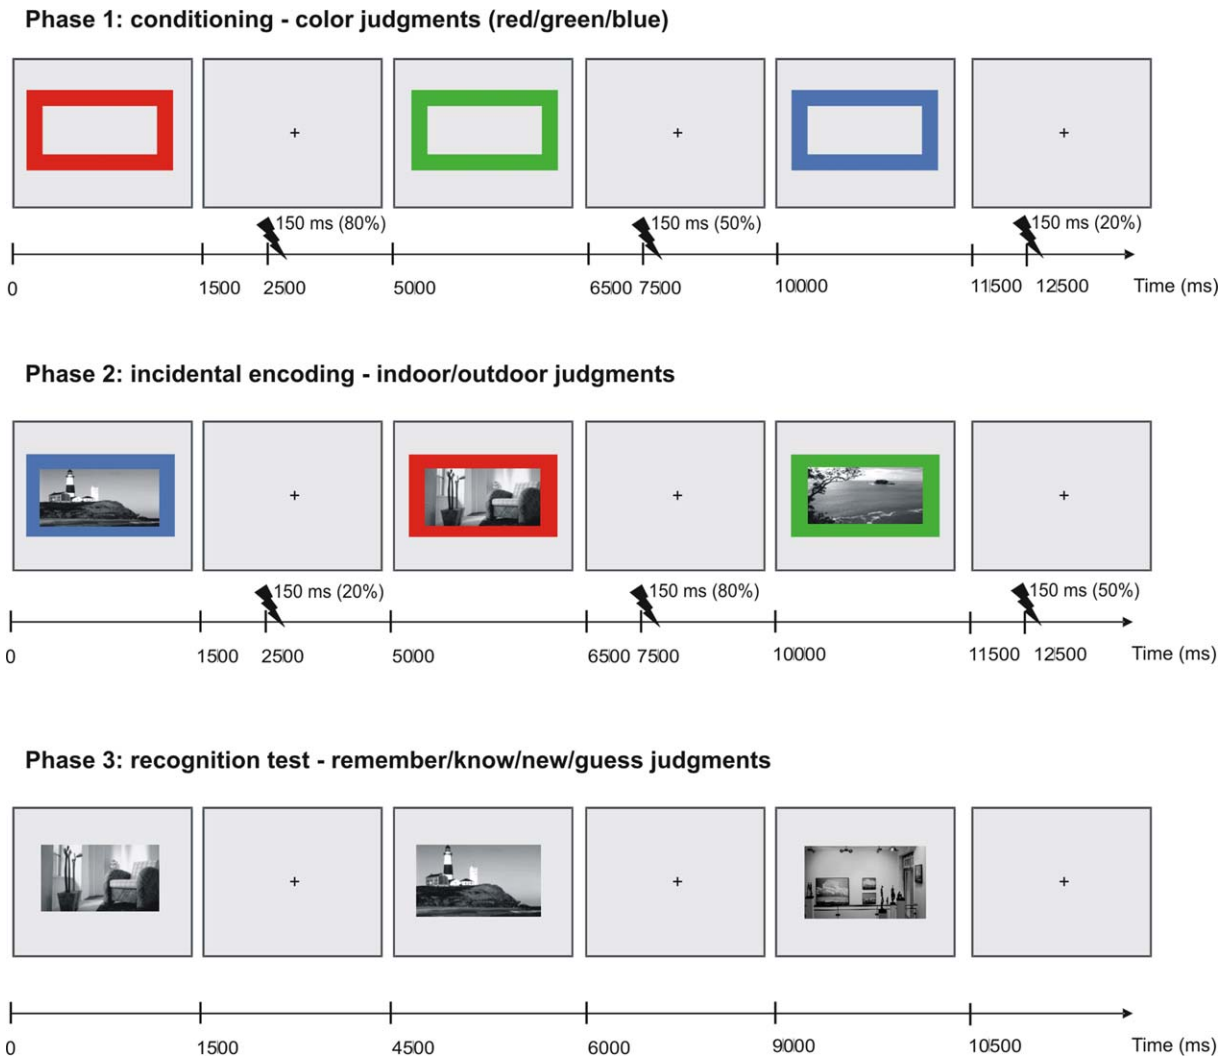 Phase 1: conditioning - color judgments (red/green/blue)
+ + +
150 ms (80%) 150 ms (50%) 150 ms (20%)
0 1500 2500 5000 6500 7500 10000 11500 12500 Time (ms)
Phase 2: incidental encoding - indoor/outdoor judgments
+ + +
150 ms (20%) 150 ms (80%) 150 ms (50%)
0 1500 2500 5000 6500 7500 10000 11500 12500 Time (ms)
Phase 3: recognition test - remember/know/new/guess judgments
+ + +
0 1500 4500 6000 9000 10500 Time (ms)